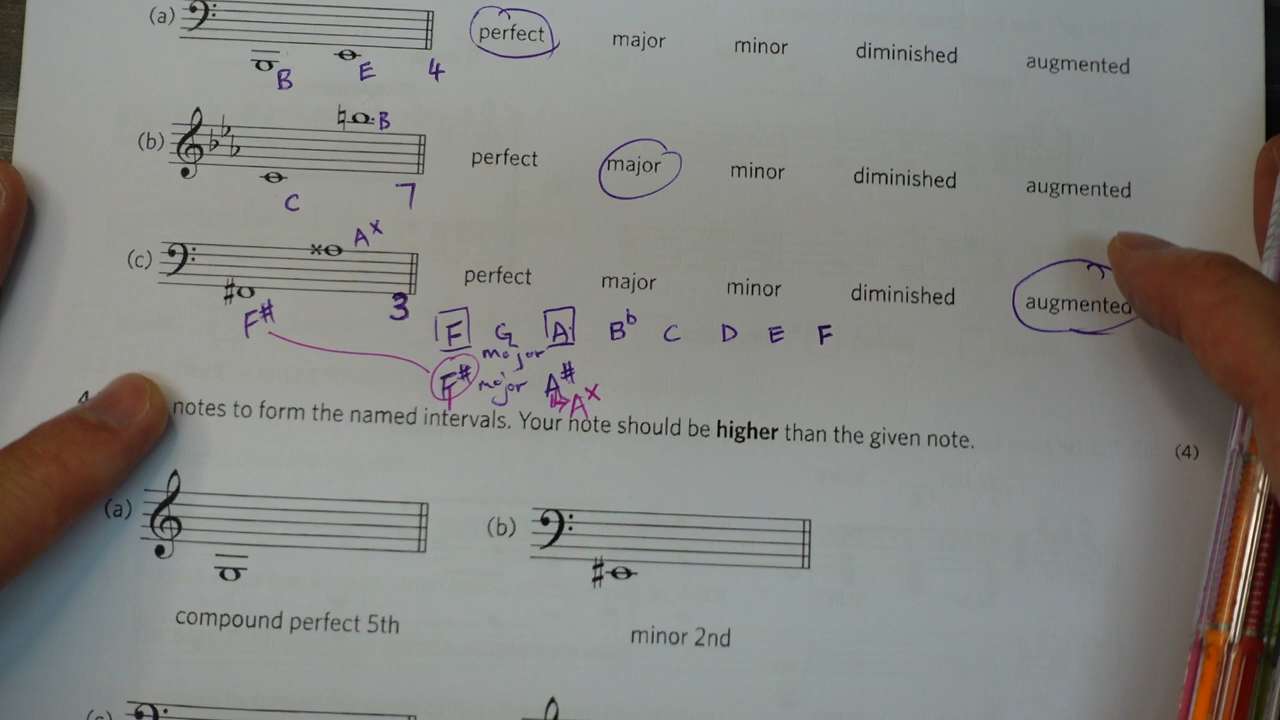 (a) perfect major minor diminished augmented
B E 4
(b) B perfect major minor diminished augmented
C 7
(c) Ax perfect major minor diminished augmented
F# 3
F G A Bb C D E F
major
F# major A#
Ax
notes to form the named intervals. Your note should be higher than the given note.
(4)
(a) (b)
compound perfect 5th minor 2nd